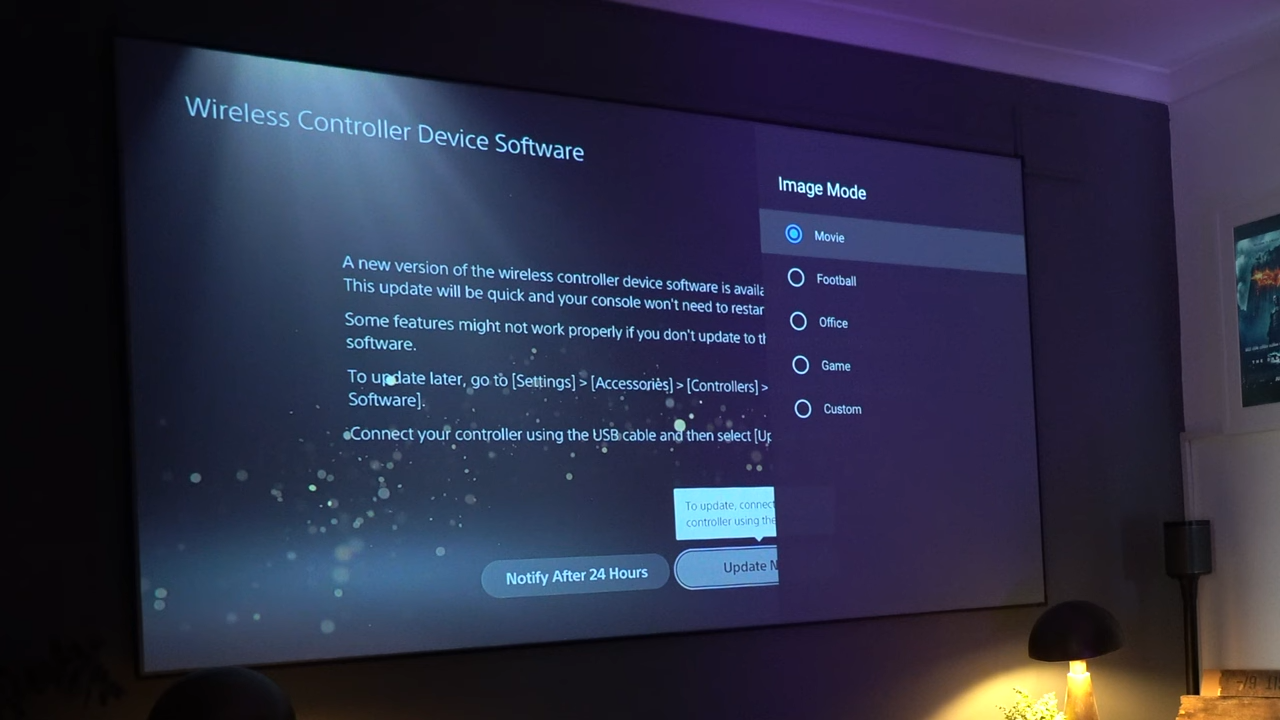 Wireless Controller Device Software
A new version of the wireless controller device software is availa
This update will be quick and your console won't need to restar
Some features might not work properly if you don't update to th
software.
To update later, go to [Settings] > [Accessories] > [Controllers] >
Software].
Connect your controller using the USB cable and then select [Up
To update, connect
controller using the
Notify After 24 Hours
Update N
Image Mode
Movie
Football
Office
Game
Custom